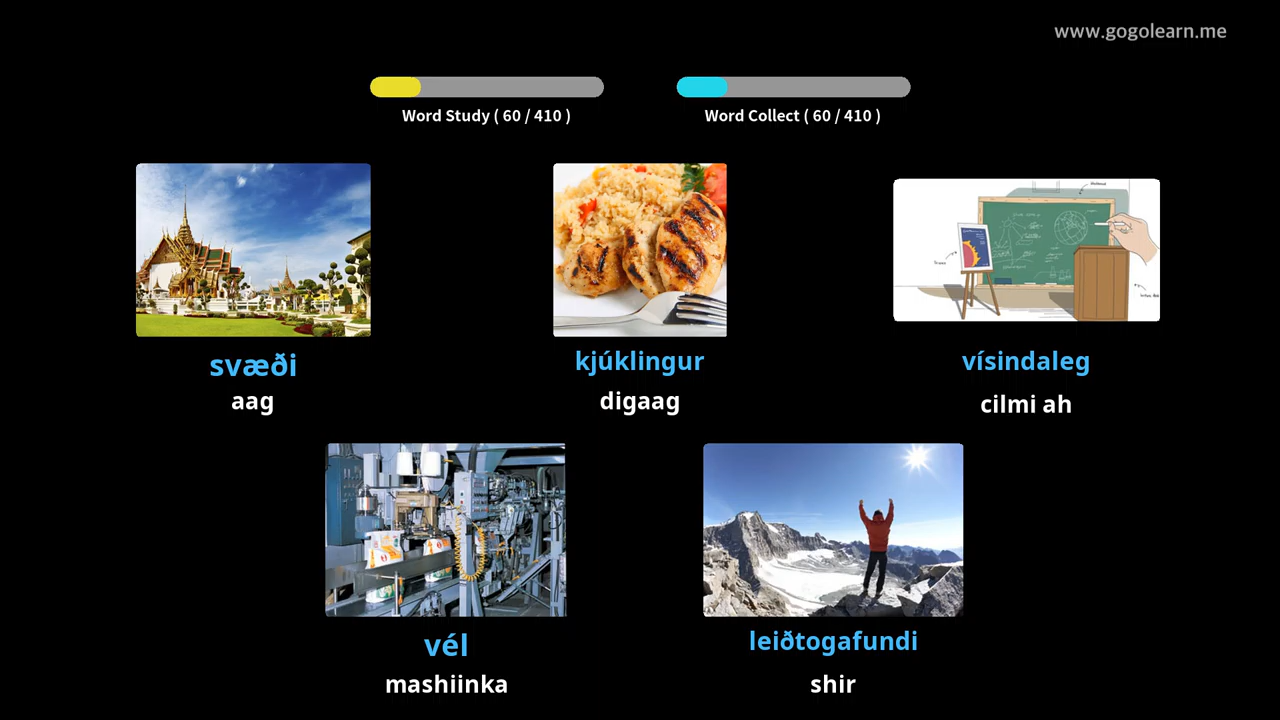 www.gogolearn.me
Word Study ( 60 / 410 )
Word Collect ( 60 / 410 )
svæði
aag
kjúklingur
digaag
vísindaleg
cilmi ah
vél
mashiinka
leiðtogafundi
shir